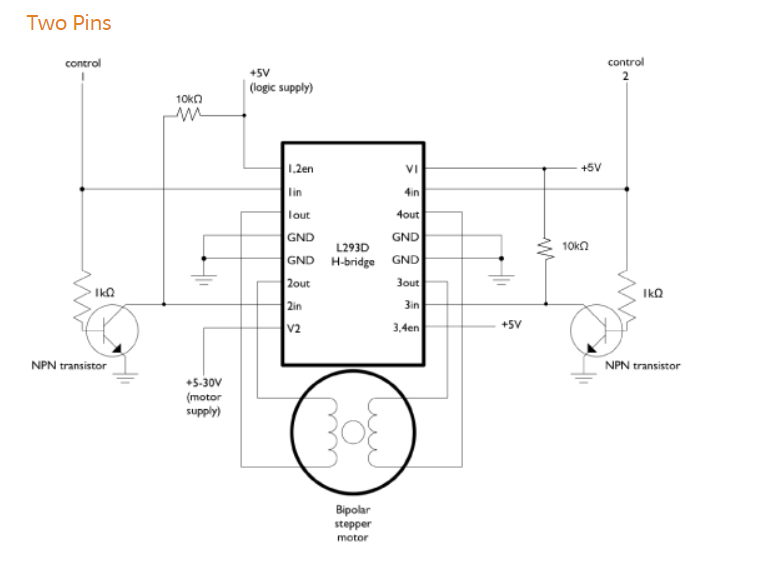 Two Pins
control
1
control
2
+5V
(logic supply)
10kΩ
1,2en
V1
+5V
1in
4in
1out
4out
GND
GND
L293D
H-bridge
10kΩ
GND
GND
2out
3out
1kΩ
1kΩ
2in
3in
V2
3,4en
+5V
NPN transistor
NPN transistor
+5-30V
(motor
supply)
Bipolar
stepper
motor